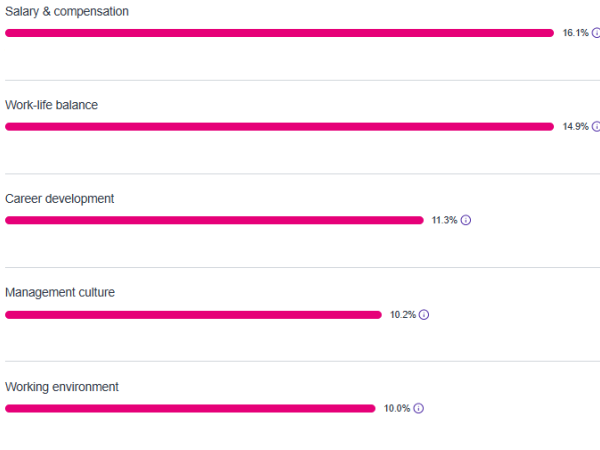 Salary & compensation
16.1%
Work-life balance
14.9%
Career development
11.3%
Management culture
10.2%
Working environment
10.0%